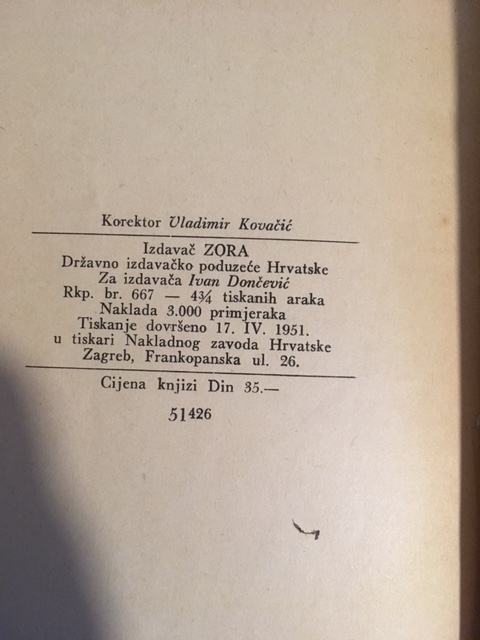 Korektor Vladimir Kovačić
Izdavač ZORA
Državno izdavačko poduzeće Hrvatske
Za izdavača Ivan Dončević
Rkp. br. 667 — 4¾ tiskanih araka
Naklada 3.000 primjeraka
Tiskanje dovršeno 17. IV. 1951.
u tiskari Nakladnog zavoda Hrvatske
Zagreb, Frankopanska ul. 26.
Cijena knjizi Din 35.—
51426